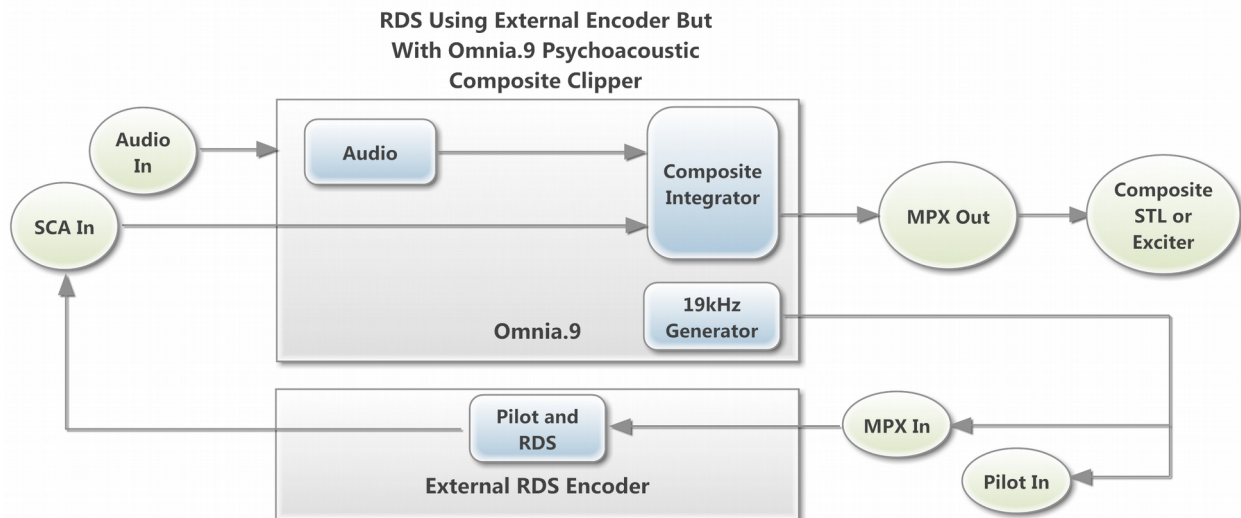 RDS Using External Encoder But
With Omnia.9 Psychoacoustic
Composite Clipper
Audio
In
SCA In
Audio
Composite
Integrator
19kHz
Generator
Omnia.9
MPX Out
Composite
STL or
Exciter
Pilot and
RDS
External RDS Encoder
MPX In
Pilot In